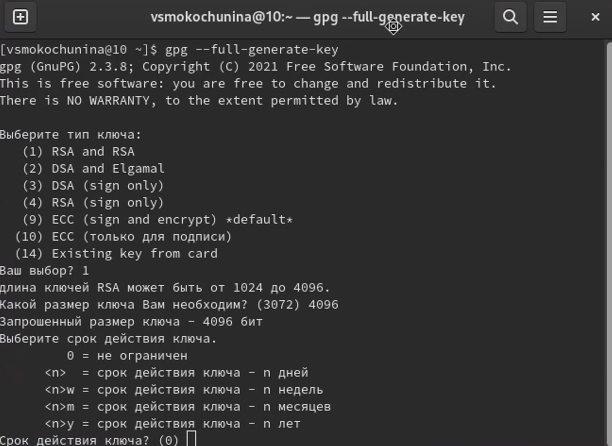 vsmokochunina@10:~ — gpg --full-generate-key
[vsmokochunina@10 ~]$ gpg --full-generate-key
gpg (GnuPG) 2.3.8; Copyright (C) 2021 Free Software Foundation, Inc.
This is free software: you are free to change and redistribute it.
There is NO WARRANTY, to the extent permitted by law.
Выберите тип ключа:
(1) RSA and RSA
(2) DSA and Elgamal
(3) DSA (sign only)
(4) RSA (sign only)
(9) ECC (sign and encrypt) *default*
(10) ECC (только для подписи)
(14) Existing key from card
Ваш выбор? 1
длина ключей RSA может быть от 1024 до 4096.
Какой размер ключа Вам необходим? (3072) 4096
Запрошенный размер ключа - 4096 бит
Выберите срок действия ключа.
0 = не ограничен
<n> = срок действия ключа - n дней
<n>w = срок действия ключа - n недель
<n>m = срок действия ключа - n месяцев
<n>y = срок действия ключа - n лет
Срок действия ключа? (0)